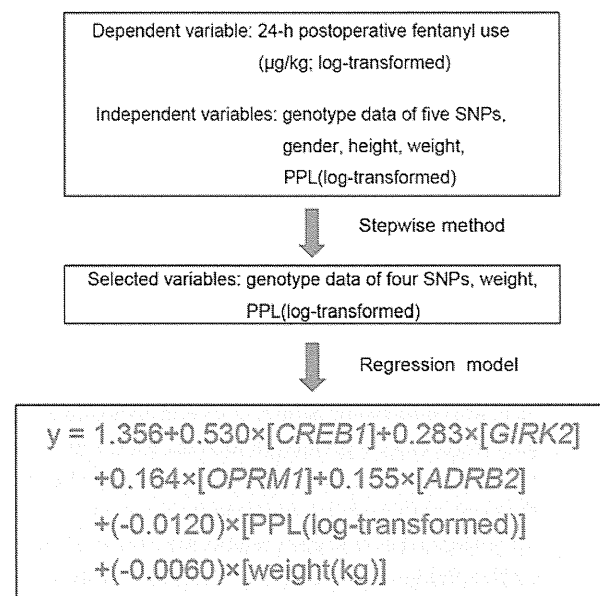 Dependent variable: 24-h postoperative fentanyl use
(µg/kg; log-transformed)
Independent variables: genotype data of five SNPs,
gender, height, weight,
PPL(log-transformed)
Stepwise method
Selected variables: genotype data of four SNPs, weight,
PPL(log-transformed)
Regression model
y = 1.356+0.530×[CREB1]+0.283×[GIRK2]
+0.164×[OPRM1]+0.155×[ADRB2]
+(-0.0120)×[PPL(log-transformed)]
+(-0.0060)×[weight(kg)]